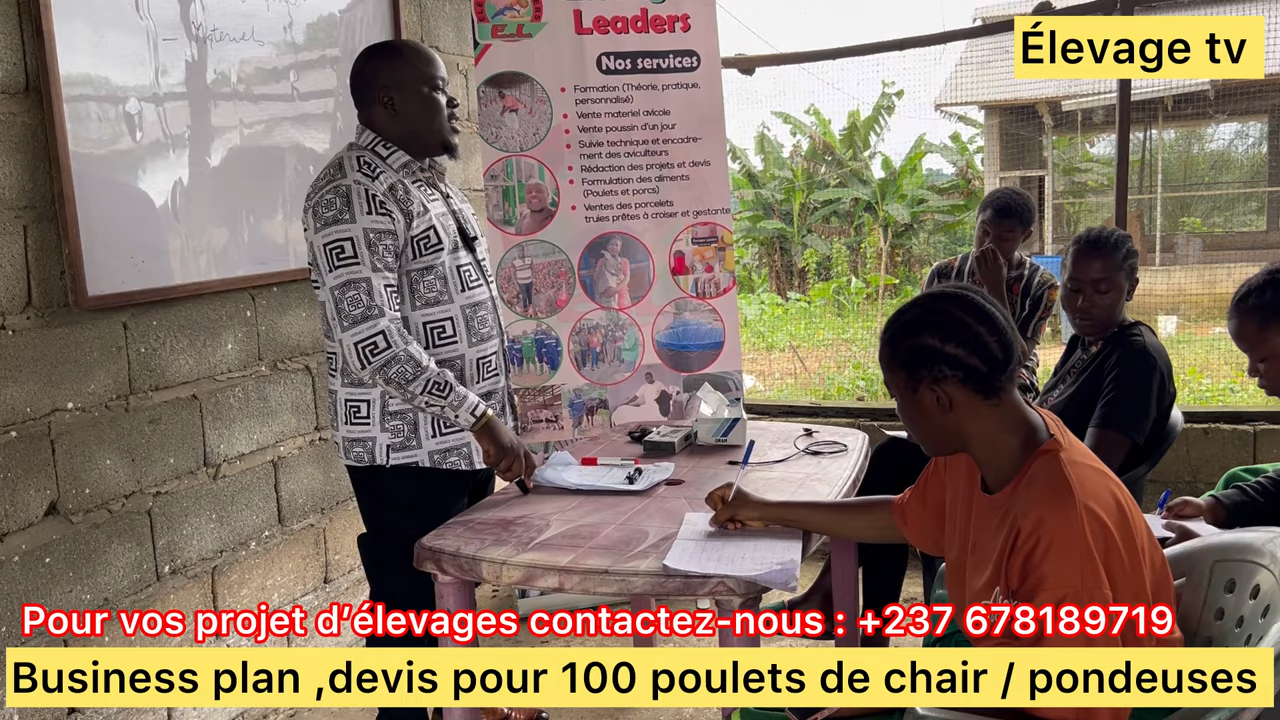 Élevage tv
Leaders
E.L.
Nos services
Formation (Théorie, pratique,
personnalisé)
Vente materiel avicole
Vente poussin d'un jour
Suivie technique et encadre-
ment des aviculteurs
Rédaction des projets et devis
Formulation des aliments
(Poulets et porcs)
Ventes des porcelets
truies prêtes à croiser et gestante
Pour vos projet d'élevages contactez-nous : +237 678189719
Business plan ,devis pour 100 poulets de chair / pondeuses